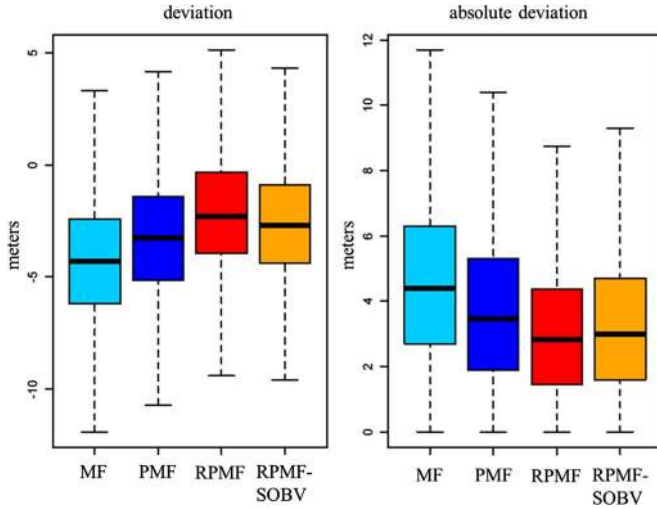 deviation
absolute deviation
meters
5
0
-5
-10
MF PMF RPMF RPMF-
SOBV
meters
12
10
8
6
4
2
0
MF PMF RPMF RPMF-
SOBV